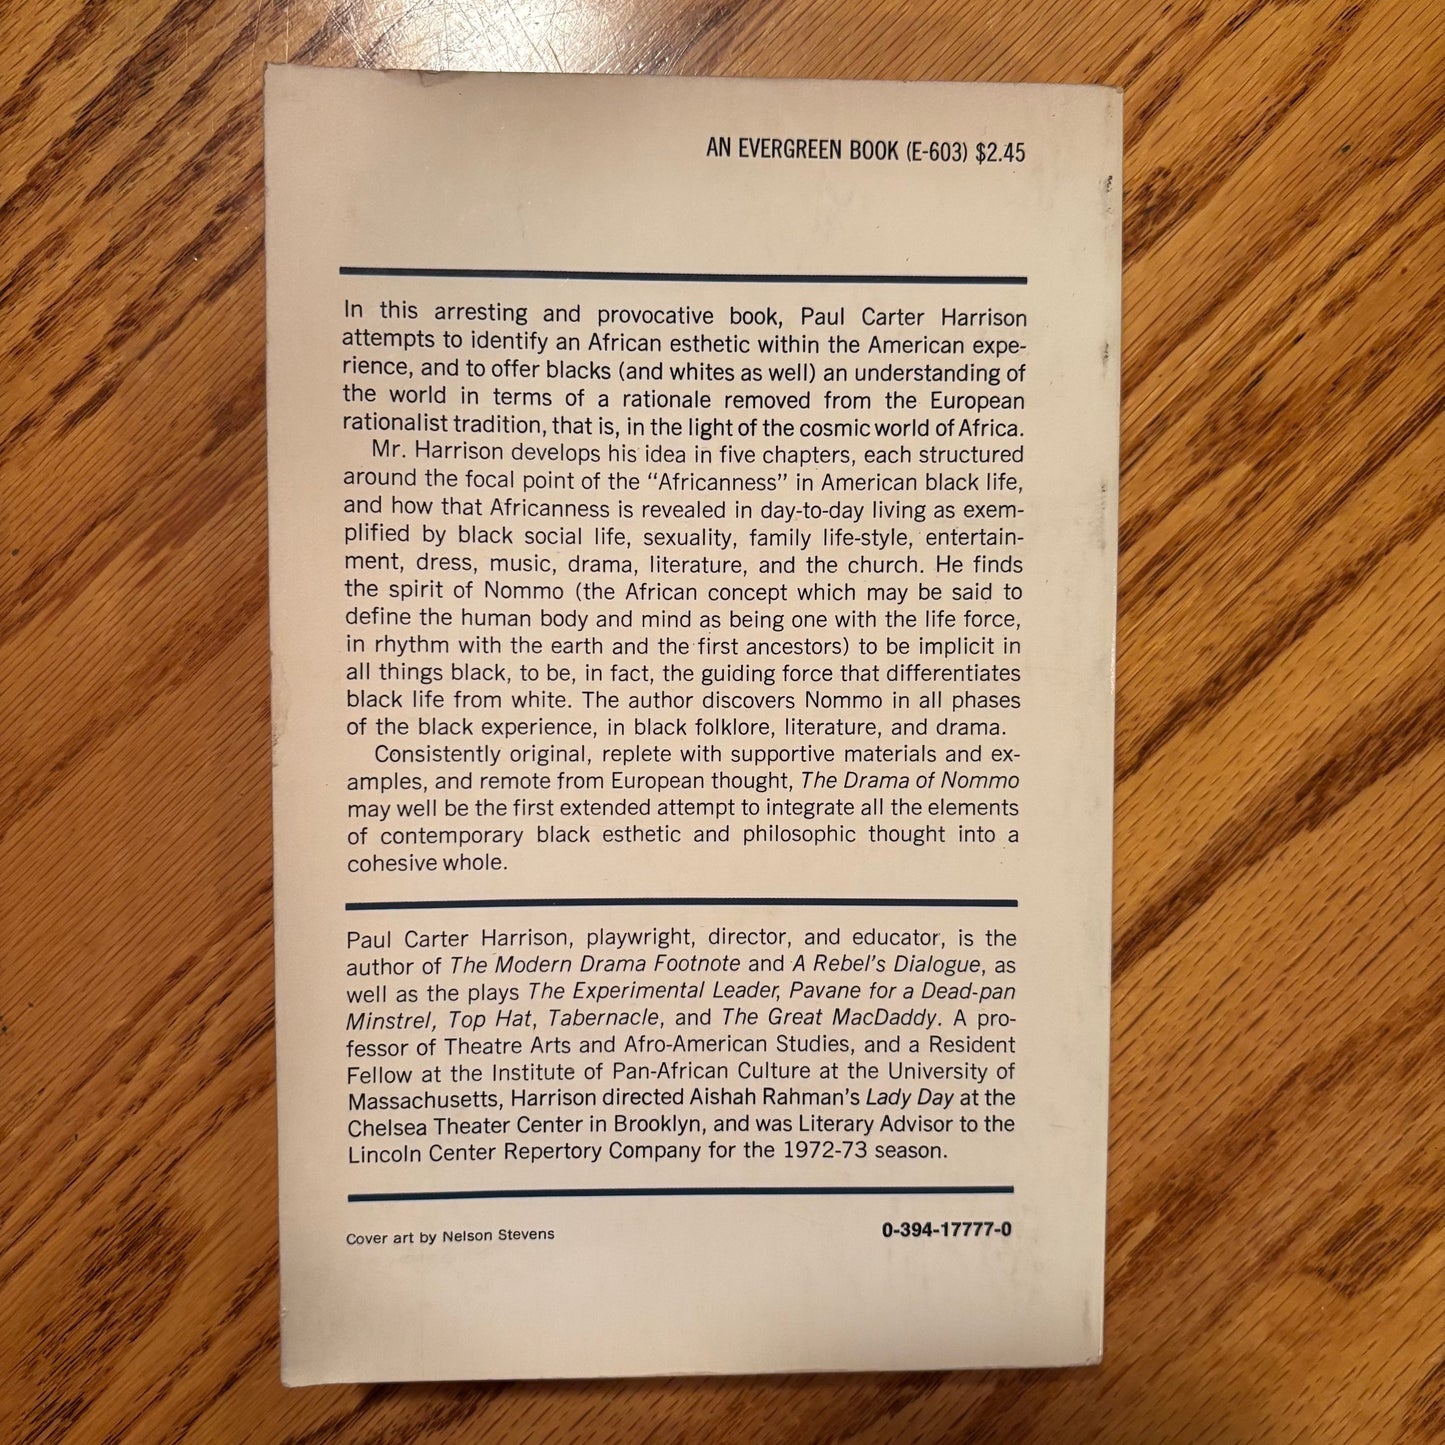 AN EVERGREEN BOOK (E-603) $2.45
In this arresting and provocative book, Paul Carter Harrison
attempts to identify an African esthetic within the American expe-
rience, and to offer blacks (and whites as well) an understanding of
the world in terms of a rationale removed from the European
rationalist tradition, that is, in the light of the cosmic world of Africa.
Mr. Harrison develops his idea in five chapters, each structured
around the focal point of the “Africanness” in American black life,
and how that Africanness is revealed in day-to-day living as exem-
plified by black social life, sexuality, family life-style, entertain-
ment, dress, music, drama, literature, and the church. He finds
the spirit of Nommo (the African concept which may be said to
define the human body and mind as being one with the life force,
in rhythm with the earth and the first ancestors) to be implicit in
all things black, to be, in fact, the guiding force that differentiates
black life from white. The author discovers Nommo in all phases
of the black experience, in black folklore, literature, and drama.
Consistently original, replete with supportive materials and ex-
amples, and remote from European thought, The Drama of Nommo
may well be the first extended attempt to integrate all the elements
of contemporary black esthetic and philosophic thought into a
cohesive whole.
Paul Carter Harrison, playwright, director, and educator, is the
author of The Modern Drama Footnote and A Rebel's Dialogue, as
well as the plays The Experimental Leader, Pavane for a Dead-pan
Minstrel, Top Hat, Tabernacle, and The Great MacDaddy. A pro-
fessor of Theatre Arts and Afro-American Studies, and a Resident
Fellow at the Institute of Pan-African Culture at the University of
Massachusetts, Harrison directed Aishah Rahman's Lady Day at the
Chelsea Theater Center in Brooklyn, and was Literary Advisor to the
Lincoln Center Repertory Company for the 1972-73 season.
Cover art by Nelson Stevens
0-394-17777-0